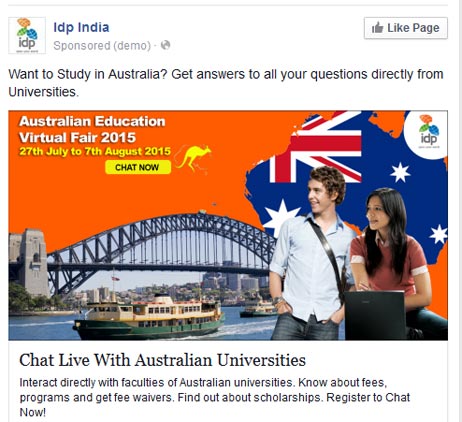 idp
Idp India
Sponsored (demo) ·
Like Page
Want to Study in Australia? Get answers to all your questions directly from
Universities.
Australian Education
Virtual Fair 2015
27th July to 7th August 2015
CHAT NOW
idp
Chat Live With Australian Universities
Interact directly with faculties of Australian universities. Know about fees,
programs and get fee waivers. Find out about scholarships. Register to Chat
Now!